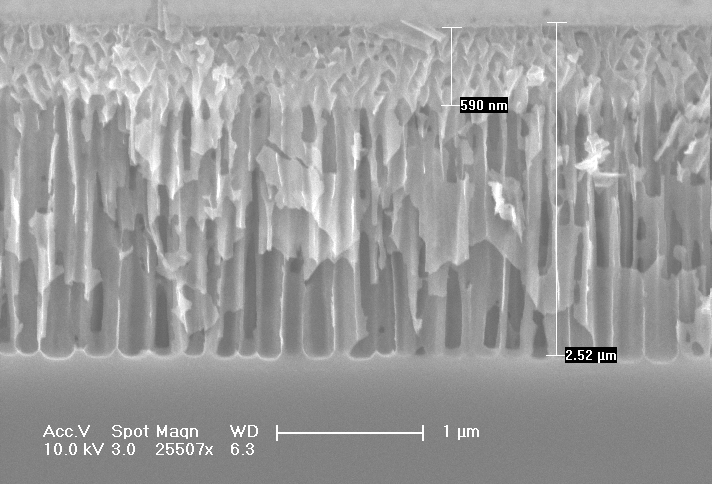 590 nm
2.52 µm
Acc.V Spot Magn WD
10.0 kV 3.0 25507x 6.3
1 µm